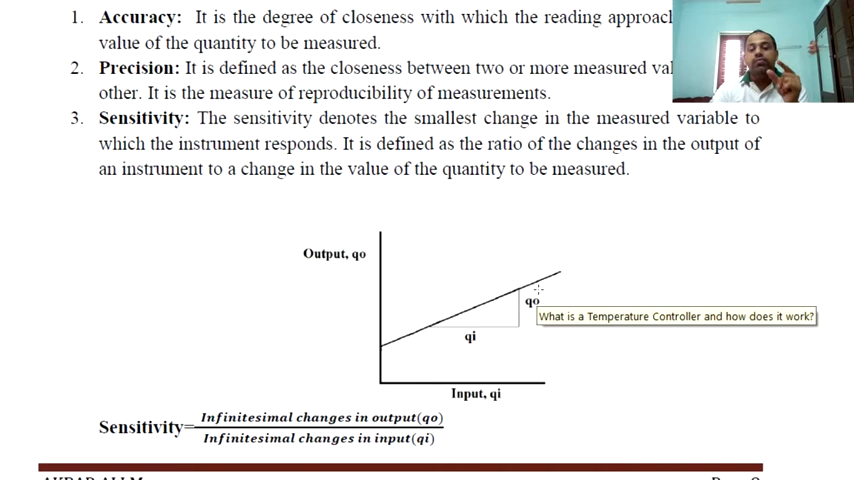 1. Accuracy: It is the degree of closeness with which the reading
value of the quantity to be measured.
2. Precision: It is defined as the closeness between two or more measured
other. It is the measure of reproducibility of measurements.
3. Sensitivity: The sensitivity denotes the smallest change in the measured variable to
which the instrument responds. It is defined as the ratio of the changes in the output of
an instrument to a change in the value of the quantity to be measured.
Output, qo
qo
What is a Temperature Controller and how does it work?
qi
Input, qi
Sensitivity= Infinitesimal changes in output(qo)
Infinitesimal changes in input(qi)